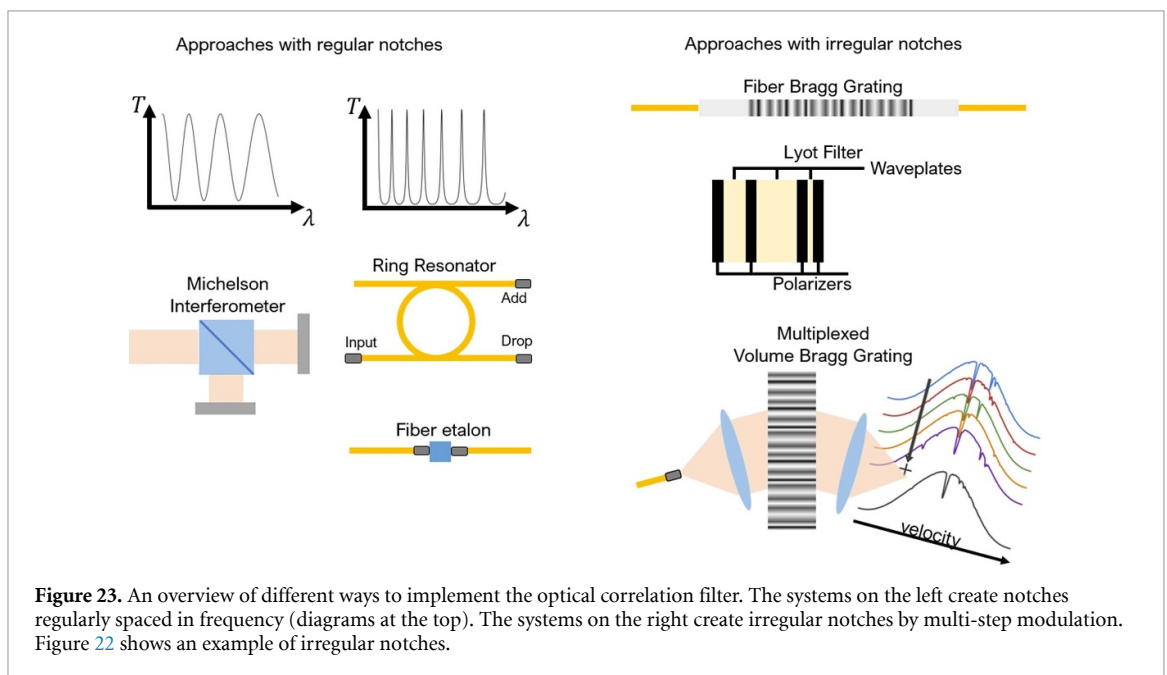 Approaches with regular notches
T
λ
T
λ
Michelson
Interferometer
Ring Resonator
Add
Input
Drop
Fiber etalon
Approaches with irregular notches
Fiber Bragg Grating
Lyot Filter
Waveplates
Polarizers
Multiplexed
Volume Bragg Grating
+
velocity
Figure 23. An overview of different ways to implement the optical correlation filter. The systems on the left create notches
regularly spaced in frequency (diagrams at the top). The systems on the right create irregular notches by multi-step modulation.
Figure 22 shows an example of irregular notches.